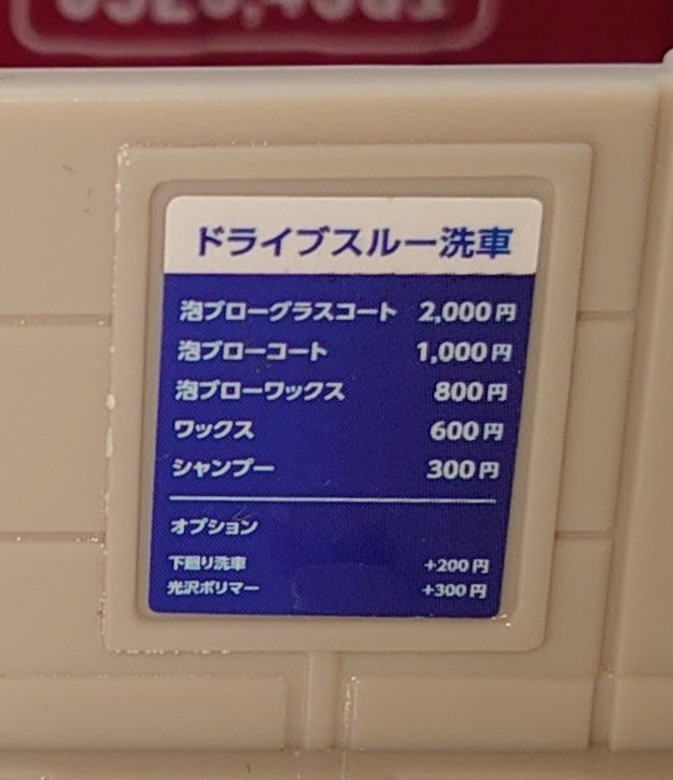 ドライブスルー洗車
泡ブローグラスコート 2,000円
泡ブローコート 1,000円
泡ブローワックス 800円
ワックス 600円
シャンプー 300円
オプション
下廻り洗車 +200円
光沢ポリマー +300円